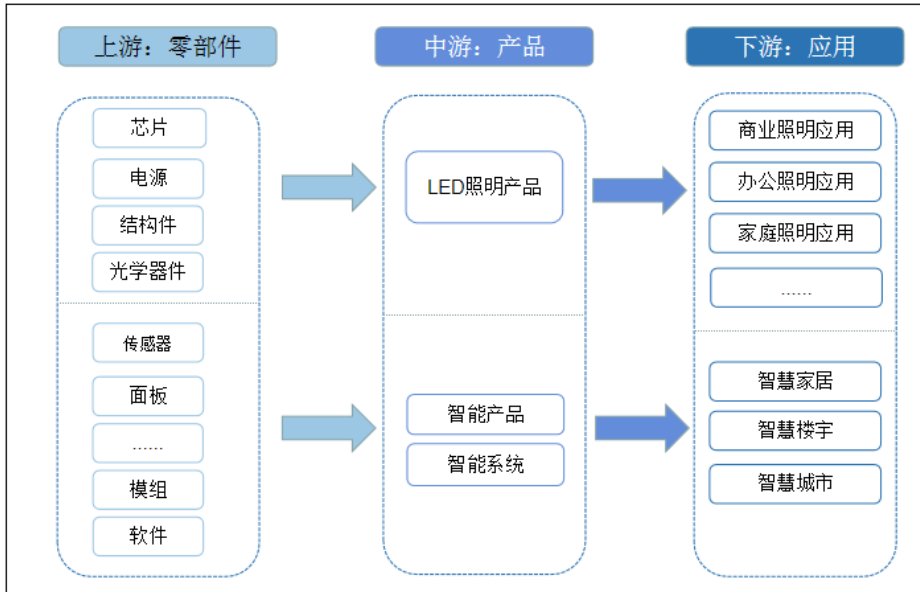 上游：零部件
中游：产品
下游：应用
芯片
电源
结构件
光学器件
传感器
面板
……
模组
软件
LED照明产品
智能产品
智能系统
商业照明应用
办公照明应用
家庭照明应用
……
智慧家居
智慧楼宇
智慧城市